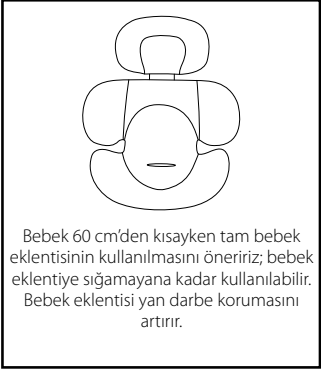 Bebek 60 cm’den kısayken tam bebek
eklentisinin kullanılmasını öneririz; bebek
eklentiye sığamayana kadar kullanılabilir.
Bebek eklentisi yan darbe korumasını
artırır.